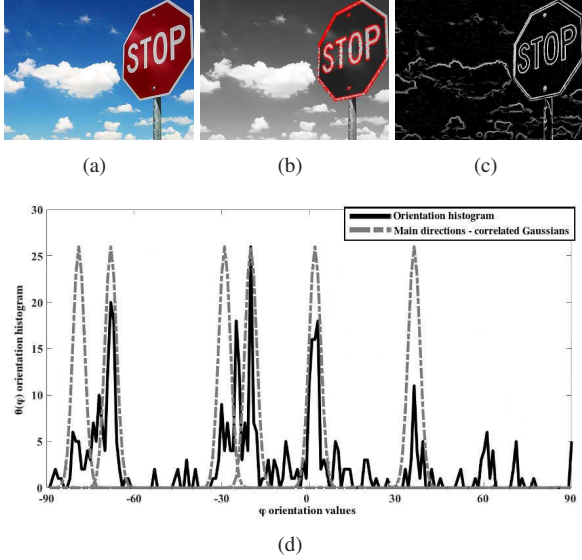 STOP
STOP
STOP
(a)
(b)
(c)
30
25
20
15
10
5
0
θ(φ) orientation histogram
Orientation histogram
Main directions - correlated Gaussians
-90
-60
-30
0
30
60
90
φ orientation values
(d)